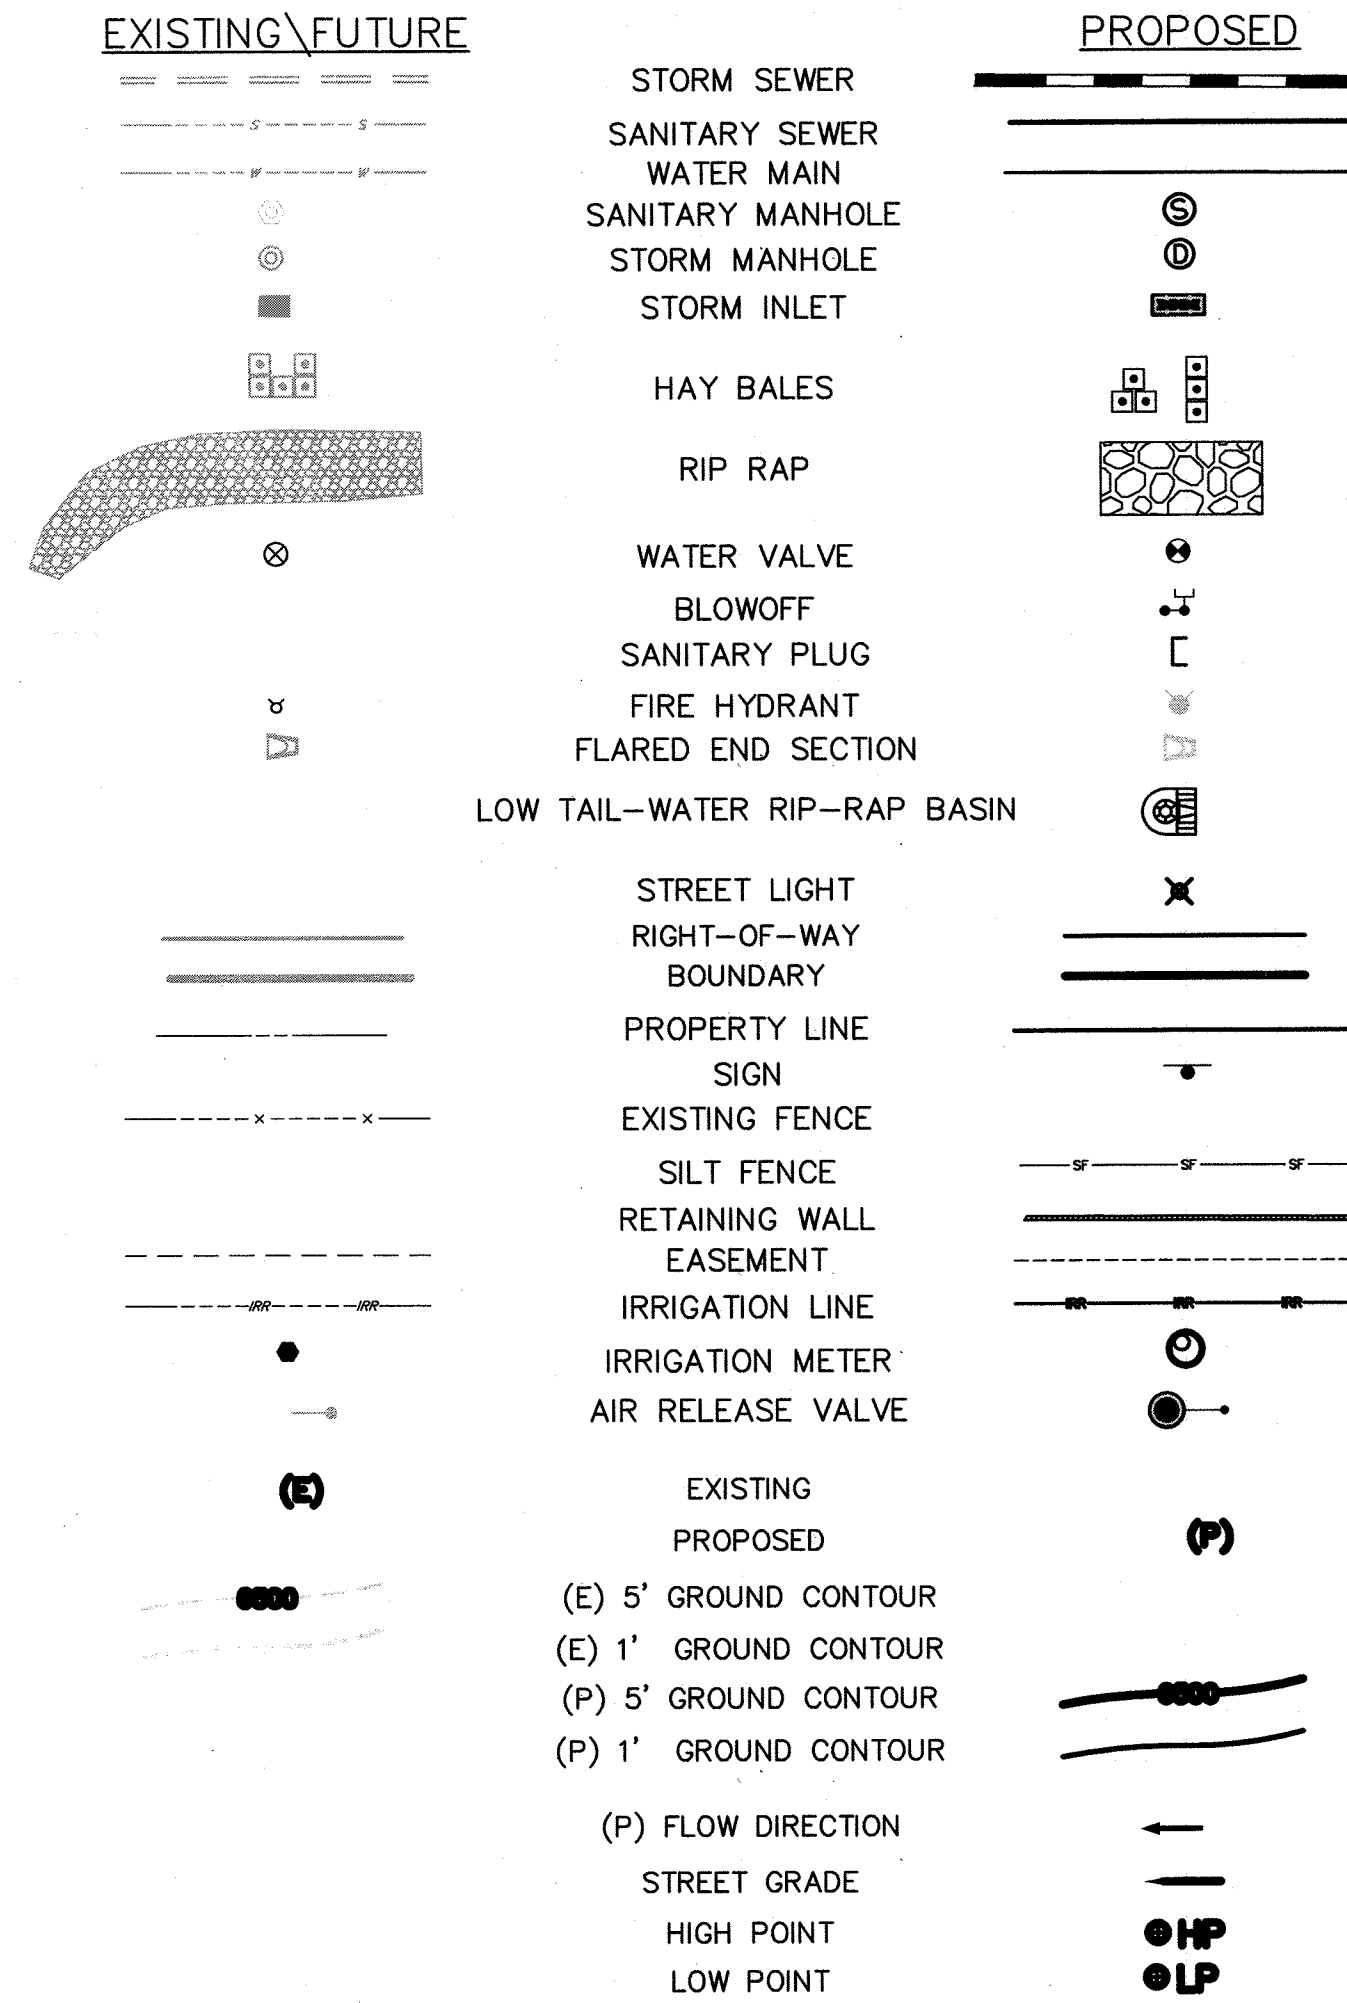 EXISTING\FUTURE PROPOSED
STORM SEWER
S S SANITARY SEWER
W W WATER MAIN
SANITARY MANHOLE S
STORM MANHOLE D
STORM INLET
HAY BALES
RIP RAP
WATER VALVE
BLOWOFF
SANITARY PLUG
FIRE HYDRANT
FLARED END SECTION
LOW TAIL-WATER RIP-RAP BASIN
STREET LIGHT
RIGHT-OF-WAY
BOUNDARY
PROPERTY LINE
SIGN
EXISTING FENCE
SILT FENCE SF SF SF
RETAINING WALL
EASEMENT
IRR IRR IRRIGATION LINE IRR IRR IRR
IRRIGATION METER
AIR RELEASE VALVE
(E) EXISTING
PROPOSED (P)
6500 (E) 5' GROUND CONTOUR
(E) 1' GROUND CONTOUR
(P) 5' GROUND CONTOUR 6500
(P) 1' GROUND CONTOUR
(P) FLOW DIRECTION
STREET GRADE
HIGH POINT HP
LOW POINT LP